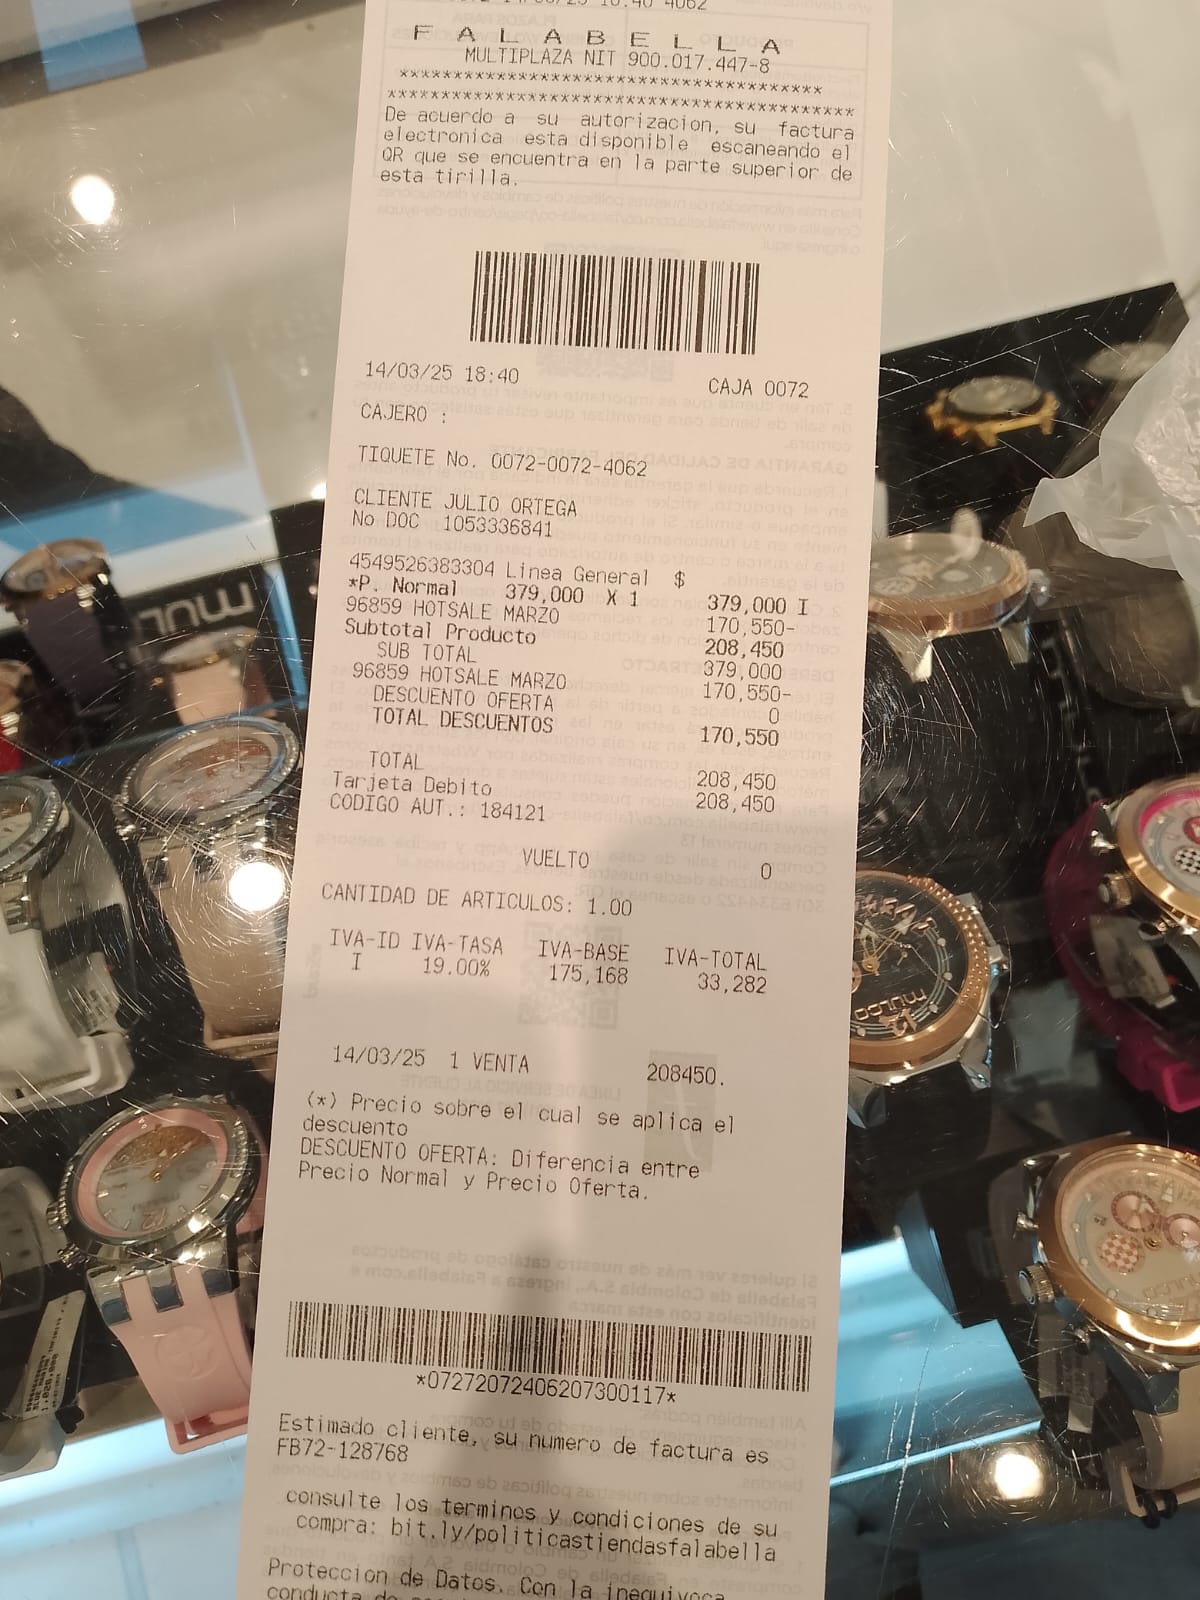 F A L A B E L L A
MULTIPLAZA NIT 900.017.447-8
***************************************
*******************************************
De acuerdo a su autorizacion, su factura
electronica esta disponible escaneando el
QR que se encuentra en la parte superior de
esta tirilla.
14/03/25 18:40 CAJA 0072
CAJERO :
TIQUETE No. 0072-0072-4062
CLIENTE JULIO ORTEGA
No DOC 1053336841
4549526383304 Linea General $
*P. Normal 379,000 X 1 379,000 I
96859 HOTSALE MARZO 170,550-
Subtotal Producto 208,450
SUB TOTAL 379,000
96859 HOTSALE MARZO 170,550-
DESCUENTO OFERTA 0
TOTAL DESCUENTOS 170,550
TOTAL 208,450
Tarjeta Debito 208,450
CODIGO AUT.: 184121
VUELTO 0
CANTIDAD DE ARTICULOS: 1.00
IVA-ID IVA-TASA IVA-BASE IVA-TOTAL
I 19.00% 175,168 33,282
14/03/25 1 VENTA 208450.
(*) Precio sobre el cual se aplica el
descuento
DESCUENTO OFERTA: Diferencia entre
Precio Normal y Precio Oferta.
*07272072406207300117*
Estimado cliente, su numero de factura es
FB72-128768
consulte los terminos y condiciones de su
compra: bit.ly/politicastiendasfalabella
Proteccion de Datos. Con la inequivoca
conducta de
MULCO
MULCO